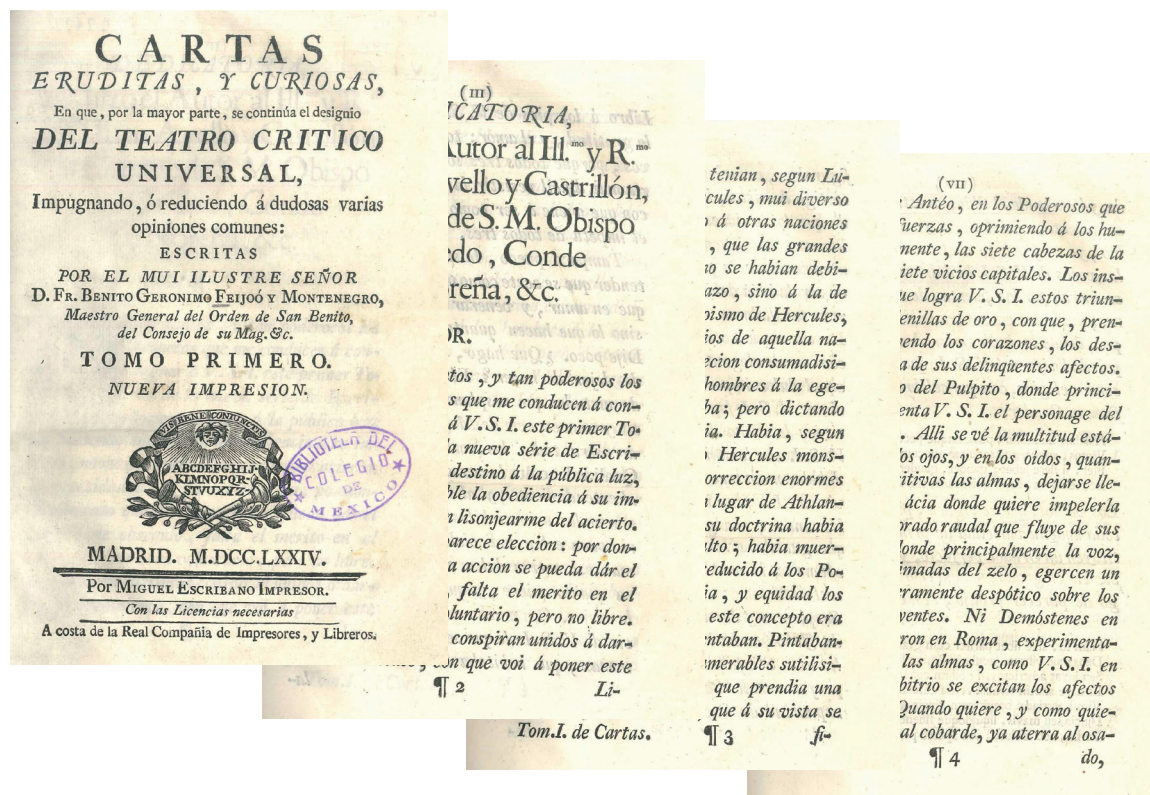 CARTAS
ERUDITAS, Y CURIOSAS,
En que, por la mayor parte, se continúa el designio
DEL TEATRO CRITICO
UNIVERSAL,
Impugnando, ó reduciendo á dudosas varias
opiniones comunes:
ESCRITAS
POR EL MUI ILUSTRE SEÑOR
D. FR. BENITO GERONIMO FEIJOÓ Y MONTENEGRO,
Maestro General del Orden de San Benito,
del Consejo de su Mag. &c.
TOMO PRIMERO.
NUEVA IMPRESION.
VIS BENE CONIUNCTIS
ABCDEFGHIJ
KLMNOPQR
STVUXYZ
BIBLIOTECA DEL
COLEGIO
DE
MEXICO
MADRID. M.DCC.LXXIV.
Por MIGUEL ESCRIBANO IMPRESOR.
Con las Licencias necesarias
A costa de la Real Compañia de Impresores, y Libreros.
(III)
ICATORIA,
Autor al Ill.mo y R.mo
vello y Castrillón,
de S. M. Obispo
edo, Conde
reña, &c.
OR.
tos, y tan poderosos los
s que me conducen á con-
á V. S. I. este primer To-
a nueva série de Escri-
destino á la pública luz,
ble la obediencia á su im-
n lisonjearme del acierto.
parece eleccion: por don-
a accion se pueda dár el
falta el merito en el
luntario, pero no libre.
conspiran unidos á dar-
, con que voi á poner este
¶ 2 Li-
tenian, segun Lu-
cules, mui diverso
o á otras naciones
, que las grandes
no se habian debi-
azo, sino á la de
oismo de Hercules,
ios de aquella na-
ecion consumadisi-
hombres á la ege-
ba; pero dictando
ia. Habia, segun
Hercules mons-
orreccion enormes
n lugar de Athlan-
su doctrina habia
lto; habia muer-
educido á los Po-
ia, y equidad los
este concepto era
ntaban. Pintaban-
merables sutilisi-
que prendia una
que á su vista se
Tom.I. de Cartas. ¶ 3 fi-
(VII)
Antéo, en los Poderosos que
fuerzas, oprimiendo á los hu-
mente, las siete cabezas de la
iete vicios capitales. Los ins-
ue logra V. S. I. estos triun-
enillas de oro, con que, pren-
endo los corazones, los des-
a de sus delinqüentes afectos.
o del Pulpito, donde princi-
enta V. S. I. el personage del
. Alli se vé la multitud está-
os ojos, y en los oidos, quan-
itivas las almas, dejarse lle-
ácia donde quiere impelerla
orado raudal que fluye de sus
donde principalmente la voz,
imadas del zelo, egercen un
ramente despótico sobre los
ventes. Ni Demóstenes en
ron en Roma, experimenta-
las almas, como V. S. I. en
bitrio se excitan los afectos
Quando quiere, y como quie-
al cobarde, ya aterra al osa-
¶ 4 do,